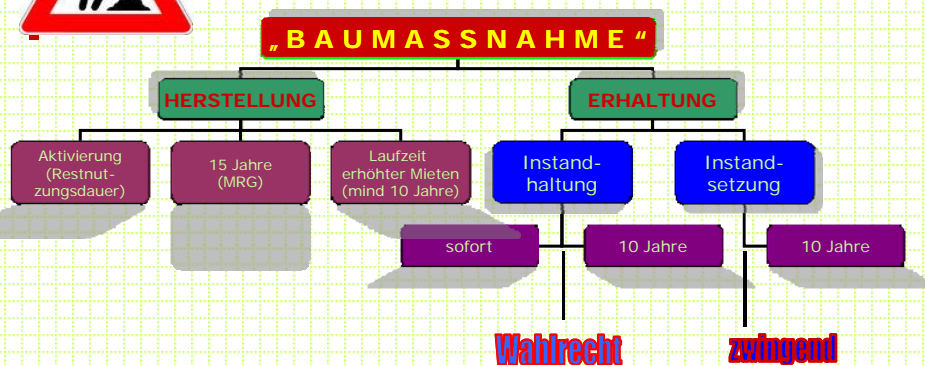 „BAUMASSNAHME“
HERSTELLUNG
ERHALTUNG
Aktivierung
(Restnut-
zungsdauer)
15 Jahre
(MRG)
Laufzeit
erhöhter Mieten
(mind 10 Jahre)
Instand-
haltung
Instand-
setzung
sofort
10 Jahre
10 Jahre
Wahlrecht
zwingend